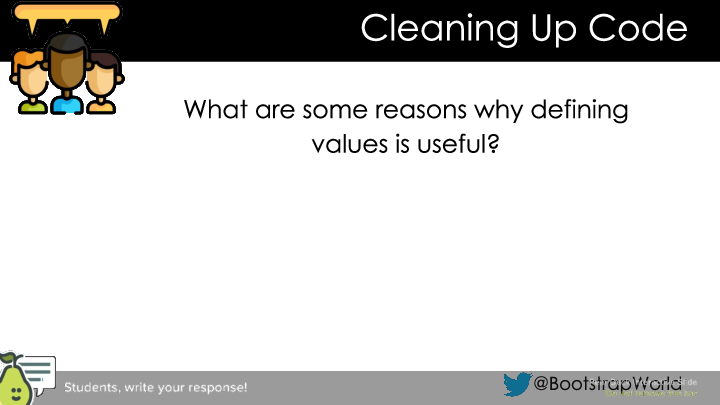 Cleaning Up Code
What are some reasons why defining
values is useful?
Students, write your response!
@BootstrapWorld